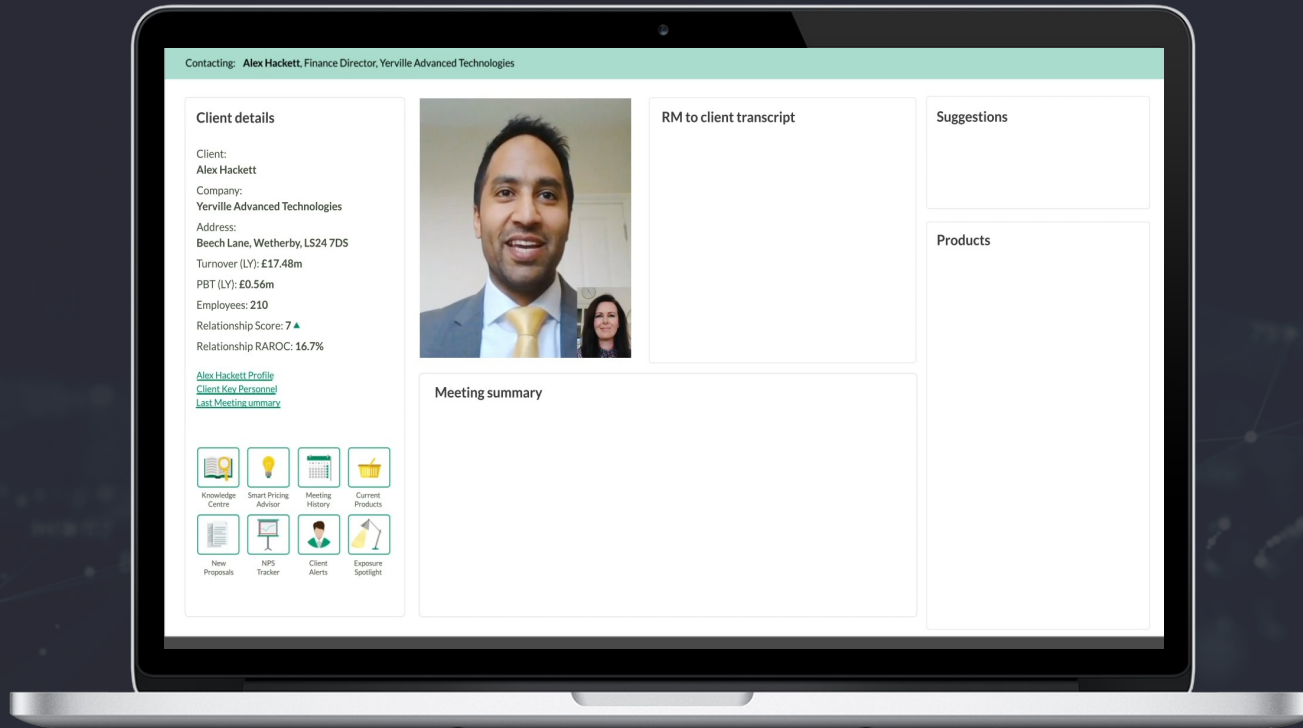 Contacting: Alex Hackett, Finance Director, Yerville Advanced Technologies
Client details
Client:
Alex Hackett
Company:
Yerville Advanced Technologies
Address:
Beech Lane, Wetherby, LS24 7DS
Turnover (LY): £17.48m
PBT (LY): £0.56m
Employees: 210
Relationship Score: 7
Relationship RAROC: 16.7%
Alex Hackett Profile
Client Key Personnel
Last Meeting ummary
Knowledge
Centre
Smart Pricing
Advisor
Meeting
History
Current
Products
New
Proposals
NPS
Tracker
Client
Alerts
Exposure
Spotlight
RM to client transcript
Meeting summary
Suggestions
Products